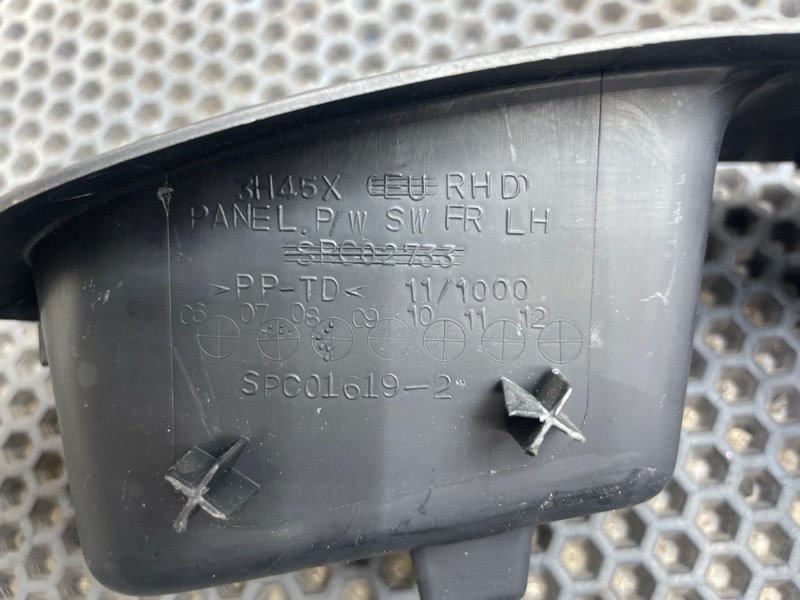 3H45X (EU RHD)
PANEL, P/W SW FR LH
SPC02733
>PP-TD< 11/1000
06 07 08 09 10 11 12
SPC01619-2